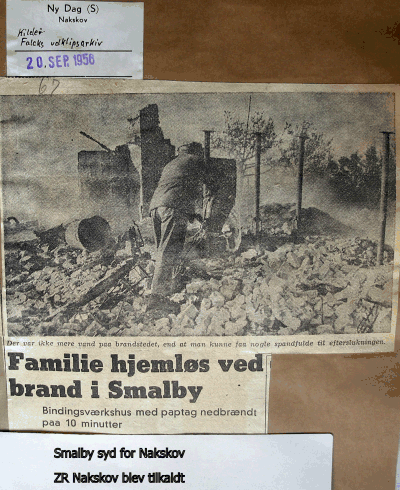 Ny Dag (S)
Nakskov
Kilde:
Falcks udklipsarkiv
20. SEP. 1956
67
Der var ikke mere vand paa brandstedet, end at man kunne faa nogle spandfulde til efterslukningen.
Familie hjemløs ved
brand i Smalby
Bindingsværkshus med paptag nedbrændt
paa 10 minutter
Smalby syd for Nakskov
ZR Nakskov blev tilkaldt